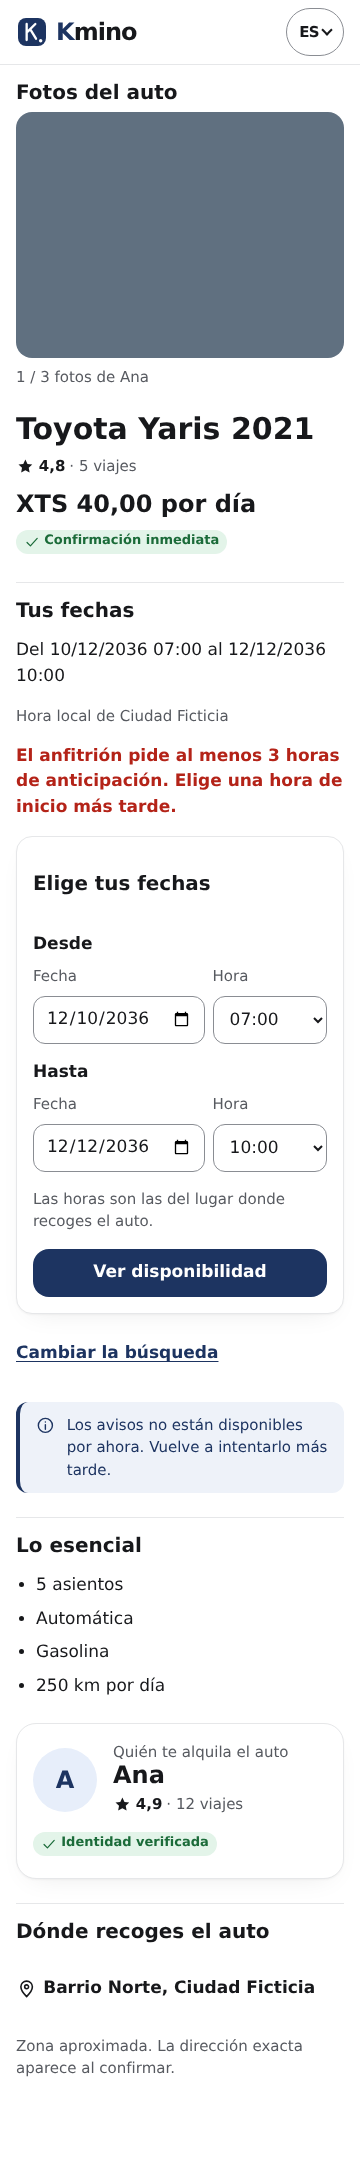 K.
Kmino
ES
Fotos del auto
1 / 3 fotos de Ana
Toyota Yaris 2021
★ 4,8 · 5 viajes
XTS 40,00 por día
✓ Confirmación inmediata
Tus fechas
Del 10/12/2036 07:00 al 12/12/2036
10:00
Hora local de Ciudad Ficticia
El anfitrión pide al menos 3 horas
de anticipación. Elige una hora de
inicio más tarde.
Elige tus fechas
Desde
Fecha Hora
12/10/2036 07:00
Hasta
Fecha Hora
12/12/2036 10:00
Las horas son las del lugar donde
recoges el auto.
Ver disponibilidad
Cambiar la búsqueda
Los avisos no están disponibles
por ahora. Vuelve a intentarlo más
tarde.
Lo esencial
• 5 asientos
• Automática
• Gasolina
• 250 km por día
A
Quién te alquila el auto
Ana
★ 4,9 · 12 viajes
✓ Identidad verificada
Dónde recoges el auto
Barrio Norte, Ciudad Ficticia
Zona aproximada. La dirección exacta
aparece al confirmar.